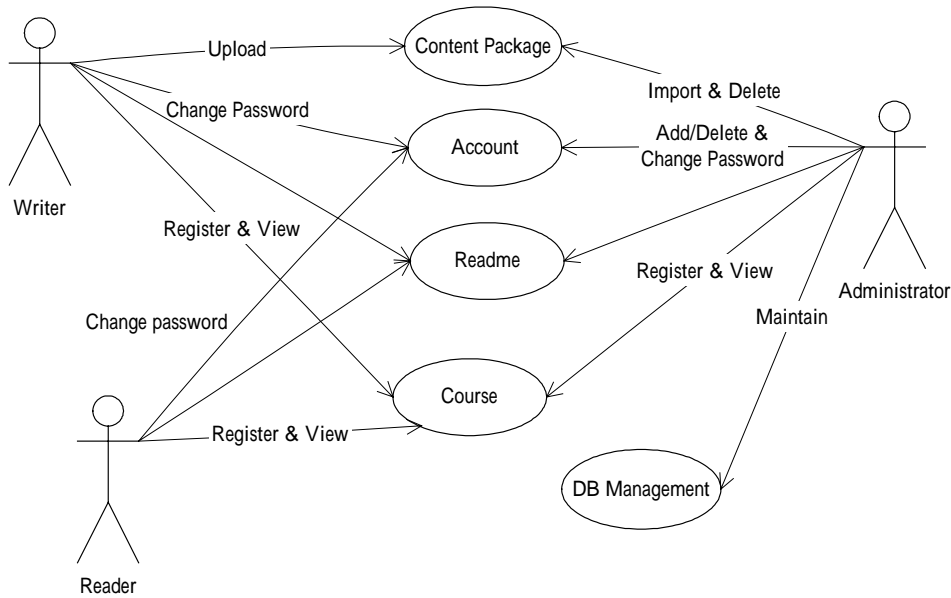 Upload
Content Package
Import & Delete
Change Password
Account
Add/Delete &
Change Password
Writer
Register & View
Readme
Register & View
Administrator
Change password
Maintain
Course
Register & View
DB Management
Reader